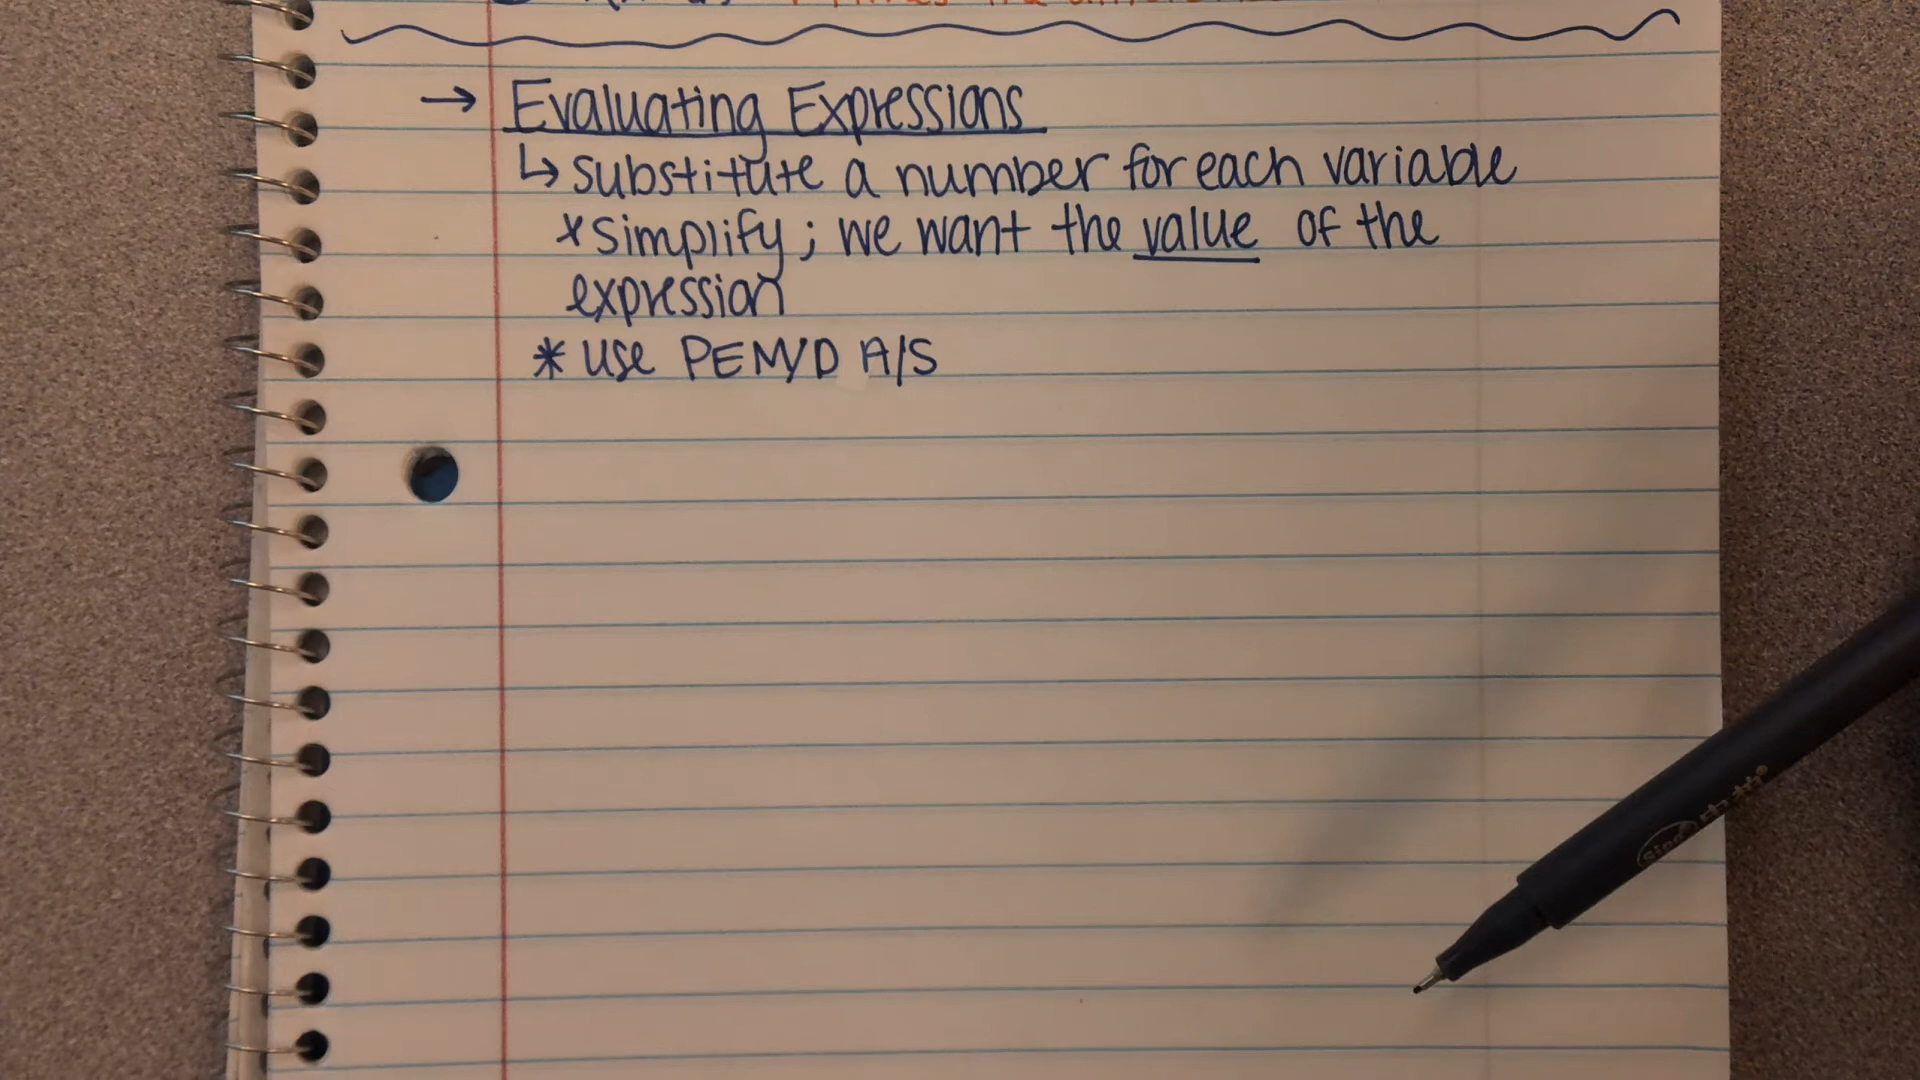 → Evaluating Expressions
↳ substitute a number for each variable
* simplify; we want the value of the
expression
* use PEM/D A/S